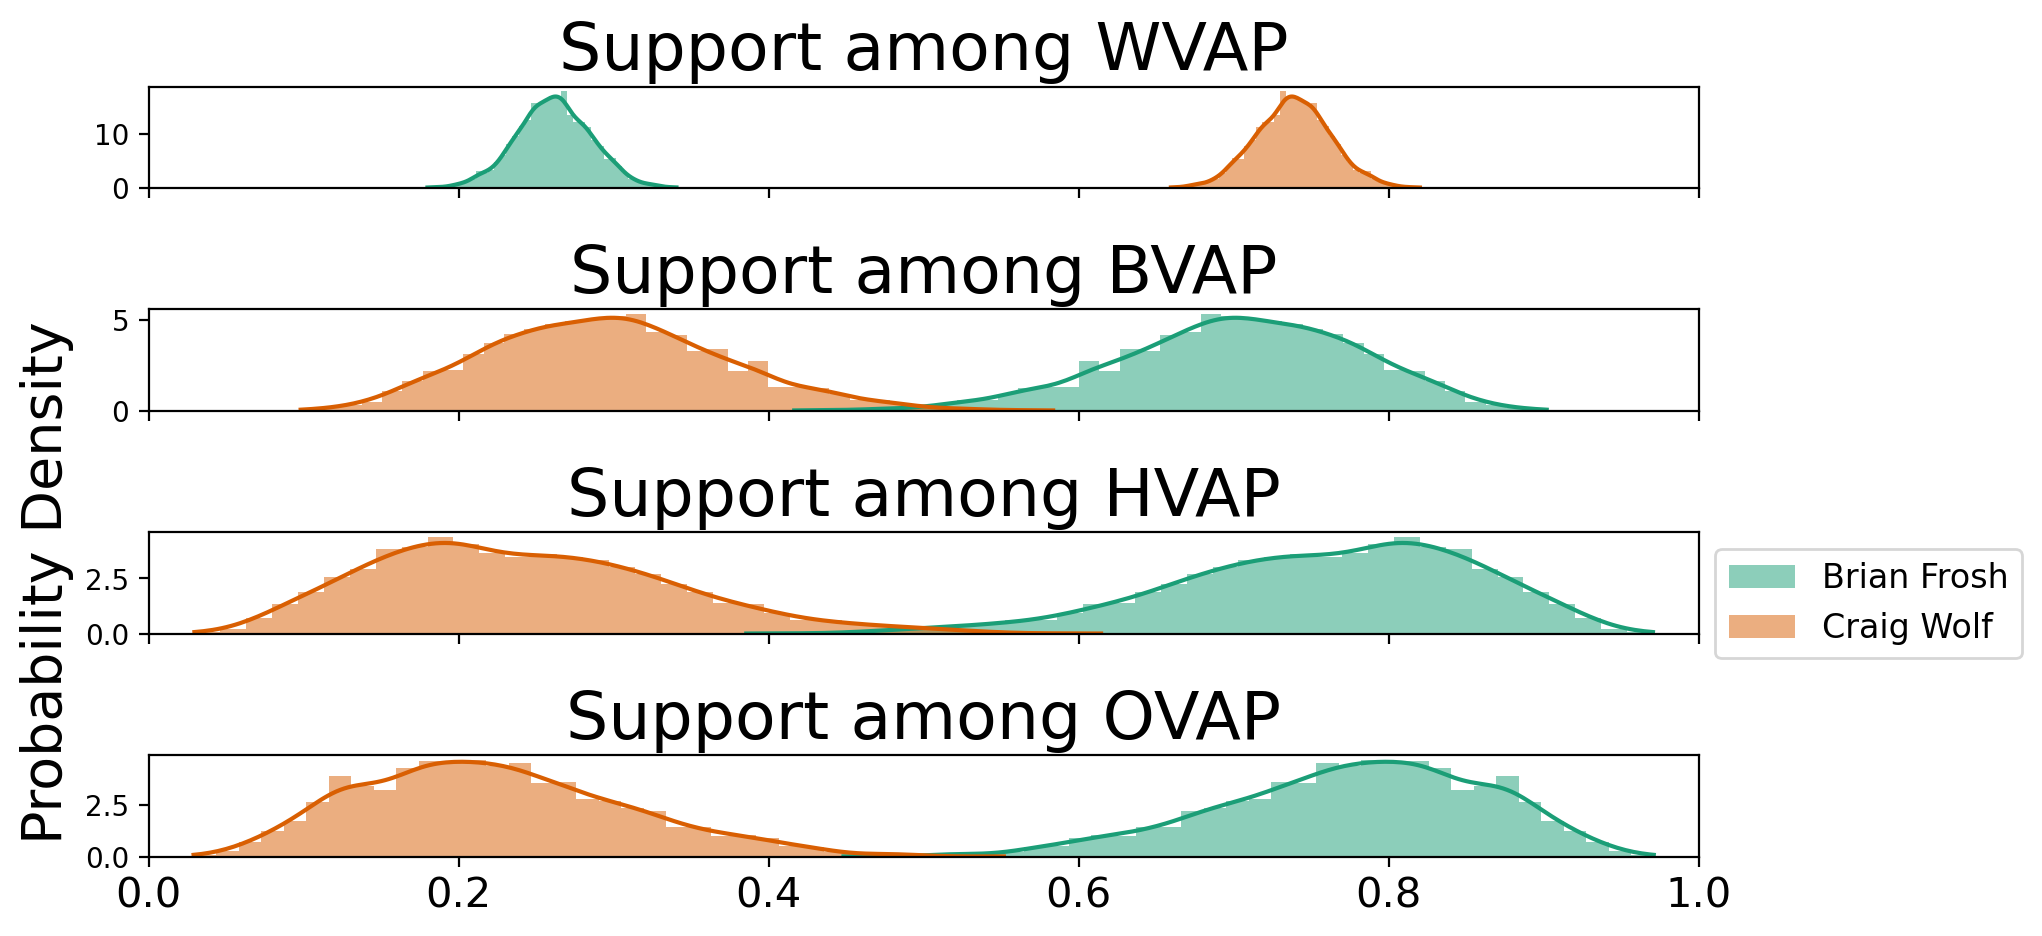 Support among WVAP
10
0
Support among BVAP
5
0
Support among HVAP
2.5
0.0
Support among OVAP
2.5
0.0
0.0 0.2 0.4 0.6 0.8 1.0
Probability Density
Brian Frosh
Craig Wolf